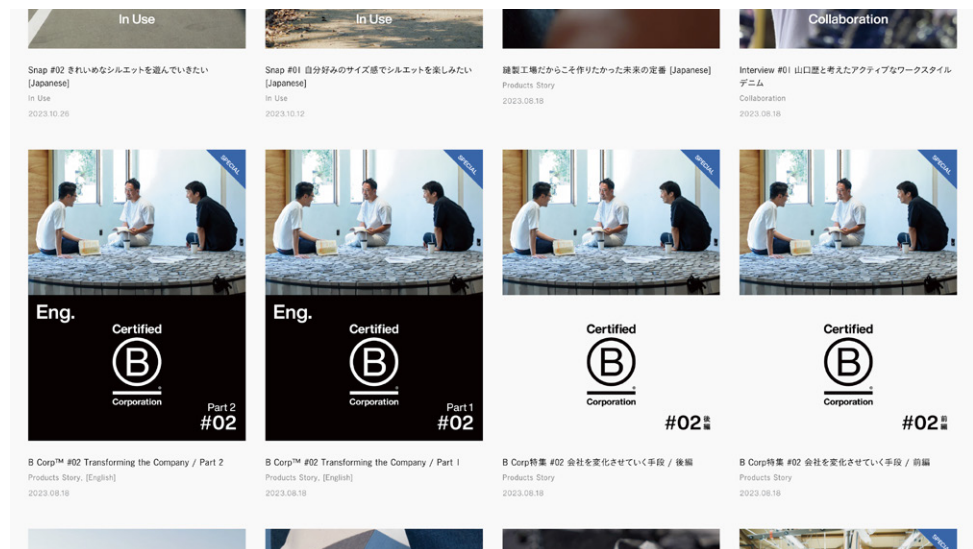 In Use
In Use
Collaboration
Snap #02 きれいめなシルエットを遊んでいきたい
[Japanese]
In Use
2023.10.26
Snap #01 自分好みのサイズ感でシルエットを楽しみたい
[Japanese]
In Use
2023.10.12
縫製工場だからこそ作りたかった未来の定番 [Japanese]
Products Story
2023.08.18
Interview #01 山口歴と考えたアクティブなワークスタイル
デニム
Collaboration
2023.08.18
SPECIAL
Eng.
Certified
B
Corporation
Part 2
#02
B Corp™ #02 Transforming the Company / Part 2
Products Story, [English]
2023.08.18
SPECIAL
Eng.
Certified
B
Corporation
Part 1
#02
B Corp™ #02 Transforming the Company / Part 1
Products Story, [English]
2023.08.18
SPECIAL
Certified
B
Corporation
#02 後編
B Corp特集 #02 会社を変化させていく手段 / 後編
Products Story
2023.08.18
SPECIAL
Certified
B
Corporation
#02 前編
B Corp特集 #02 会社を変化させていく手段 / 前編
Products Story
2023.08.18